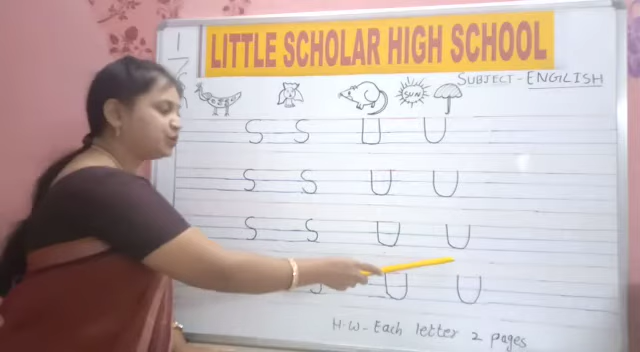 LITTLE SCHOLAR HIGH SCHOOL
SUBJECT - ENGLISH
SUN
S S U U
S S U U
S S U U
S U U
H.W - Each letter 2 pages